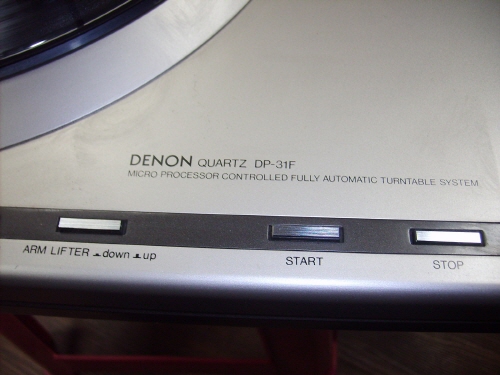 DENON QUARTZ DP-31F
MICRO PROCESSOR CONTROLLED FULLY AUTOMATIC TURNTABLE SYSTEM
ARM LIFTER down up
START
STOP